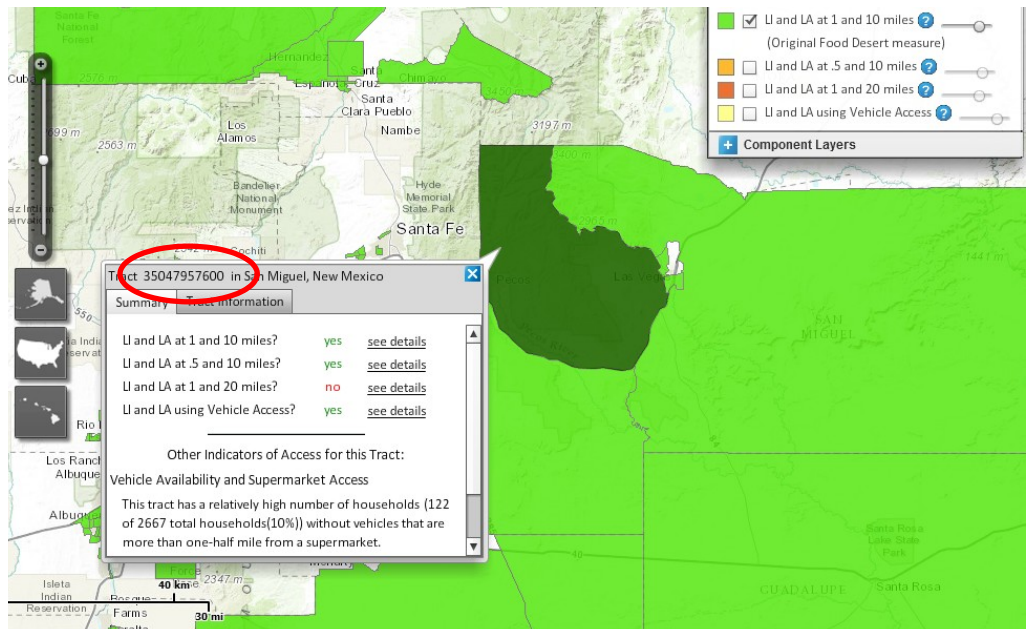 LI and LA at 1 and 10 miles ?
(Original Food Desert measure)
LI and LA at .5 and 10 miles ?
LI and LA at 1 and 20 miles ?
LI and LA using Vehicle Access ?
+ Component Layers
Santa Fe
National
Forest
Cuba
2576 m
Hernandez
Santa
Cruz
Chimayo
3450 m
Santa
Clara Pueblo
Nambe
Los
Alamos
699 m
2563 m
3197 m
Bandelier
National
Monument
Hyde
Memorial
State Park
Santa Fe
Cochiti
2965 m
1441 m
Pecos
Las Vegas
SAN
MIGUEL
Tract 35047957600 in San Miguel, New Mexico
Summary
Tract Information
LI and LA at 1 and 10 miles? yes see details
LI and LA at .5 and 10 miles? yes see details
LI and LA at 1 and 20 miles? no see details
LI and LA using Vehicle Access? yes see details
Other Indicators of Access for this Tract:
Vehicle Availability and Supermarket Access
This tract has a relatively high number of households (122
of 2667 total households(10%)) without vehicles that are
more than one-half mile from a supermarket.
Los Ranch
Albuque
40
Santa Rosa
Lake State
Park
GUADALUPE
Santa Rosa
Isleta
Indian
Reservation
Force
2347 m
40 km
Farms
30 mi